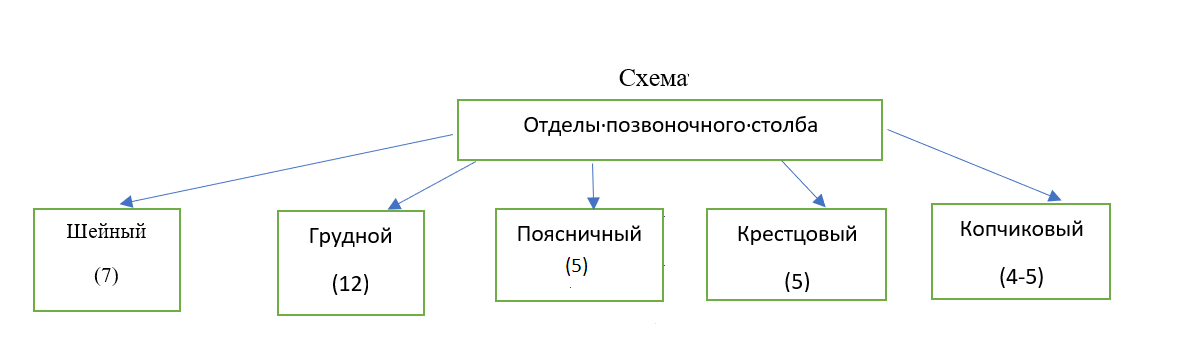 Схема
Отделы·позвоночного·столба
Шейный
(7)
Грудной
(12)
Поясничный
(5)
Крестцовый
(5)
Копчиковый
(4-5)